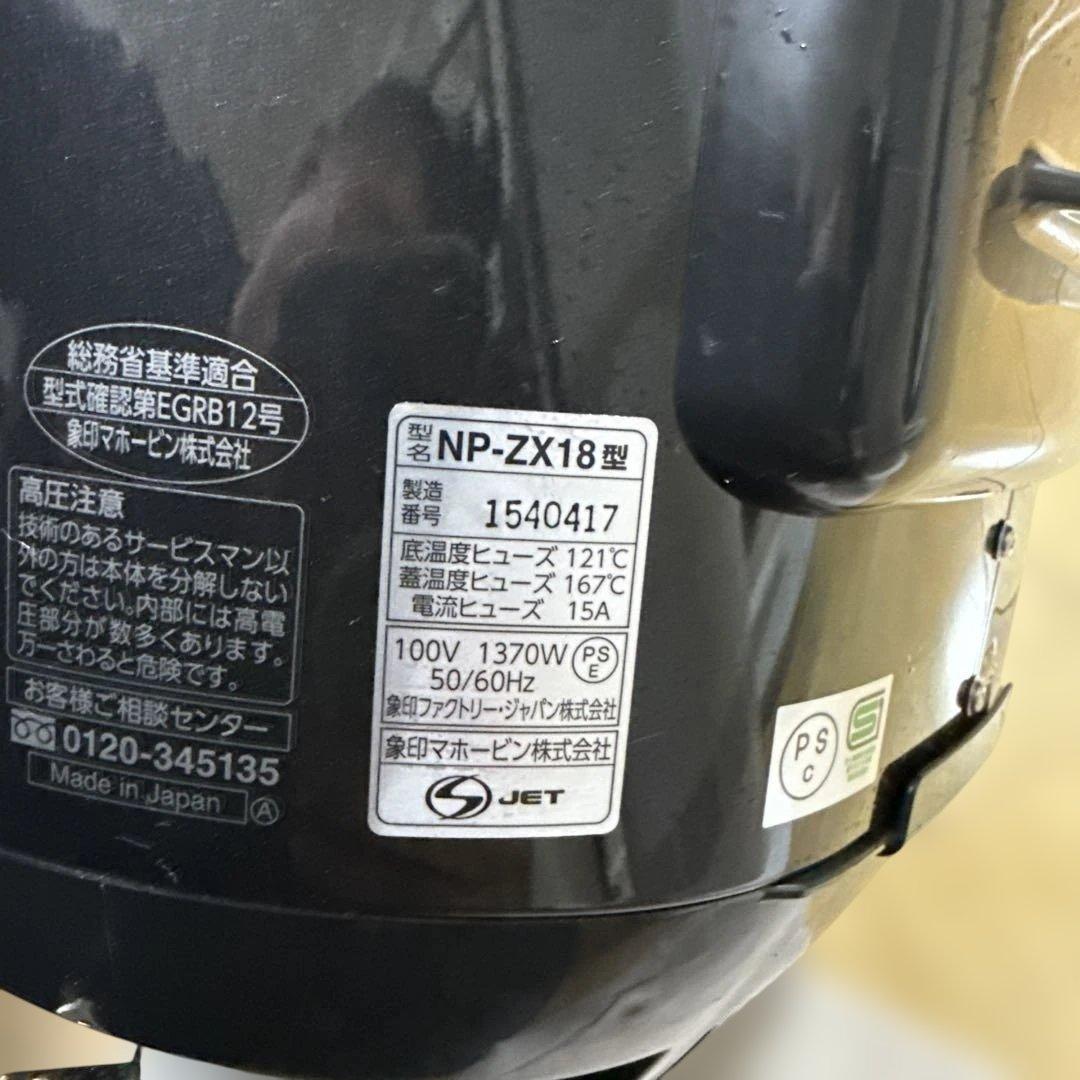 総務省基準適合
型式確認第EGRB12号
象印マホービン株式会社
高圧注意
技術のあるサービスマン以
外の方は本体を分解しない
でください。内部には高電
圧部分が数多くあります。
万一さわると危険です。
お客様ご相談センター
0120-345135
Made in Japan
A
型名 NP-ZX18型
製造番号 1540417
底温度ヒューズ 121℃
蓋温度ヒューズ 167℃
電流ヒューズ 15A
100V 1370W
50/60Hz
PS
E
象印ファクトリー・ジャパン株式会社
象印マホービン株式会社
S JET
PS
C
S